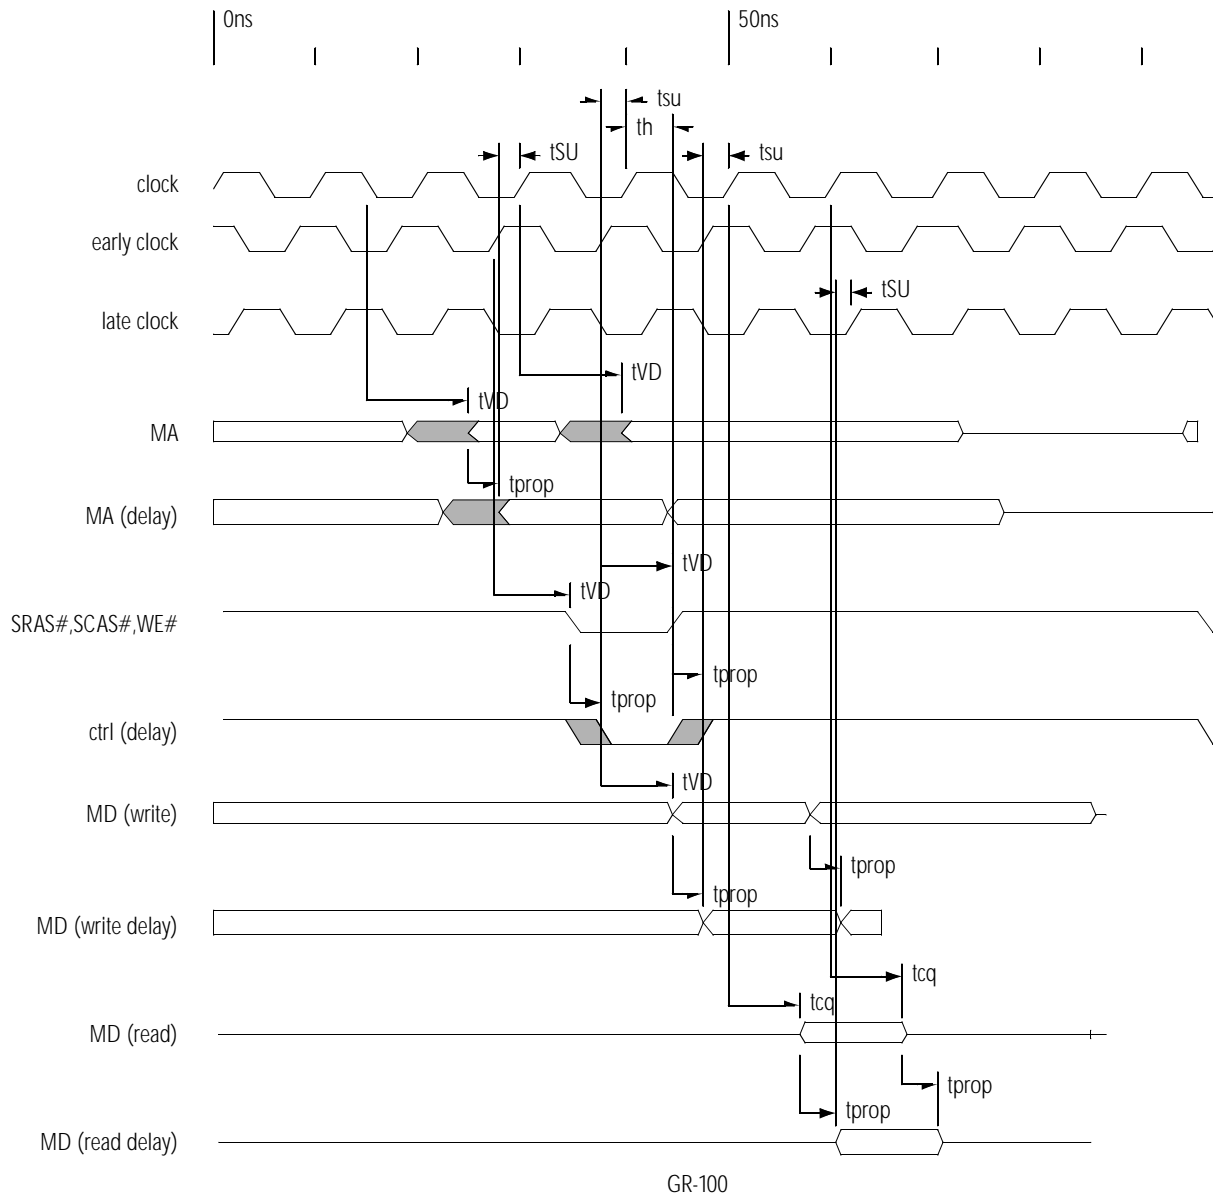 0ns 50ns
tsu
th
tSU tsu
clock
early clock
tSU
late clock
tVD
tVD
MA
tprop
MA (delay)
tVD
tVD
SRAS#,SCAS#,WE#
tprop
tprop
ctrl (delay)
tVD
MD (write)
tprop
tprop
MD (write delay)
tcq
tcq
MD (read)
tprop
tprop
MD (read delay)
GR-100